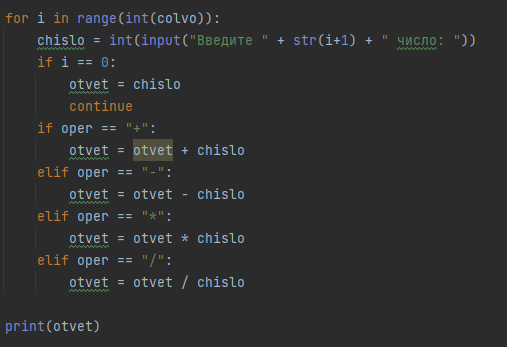 for i in range(int(colvo)):
    chislo = int(input("Введите " + str(i+1) + " число: "))
    if i == 0:
        otvet = chislo
        continue
    if oper == "+":
        otvet = otvet + chislo
    elif oper == "-":
        otvet = otvet - chislo
    elif oper == "*":
        otvet = otvet * chislo
    elif oper == "/":
        otvet = otvet / chislo
print(otvet)